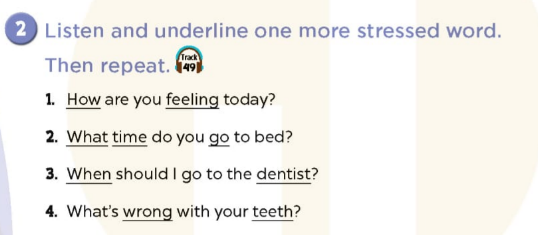 2 Listen and underline one more stressed word.
Then repeat. Track 49
1. How are you feeling today?
2. What time do you go to bed?
3. When should I go to the dentist?
4. What's wrong with your teeth?